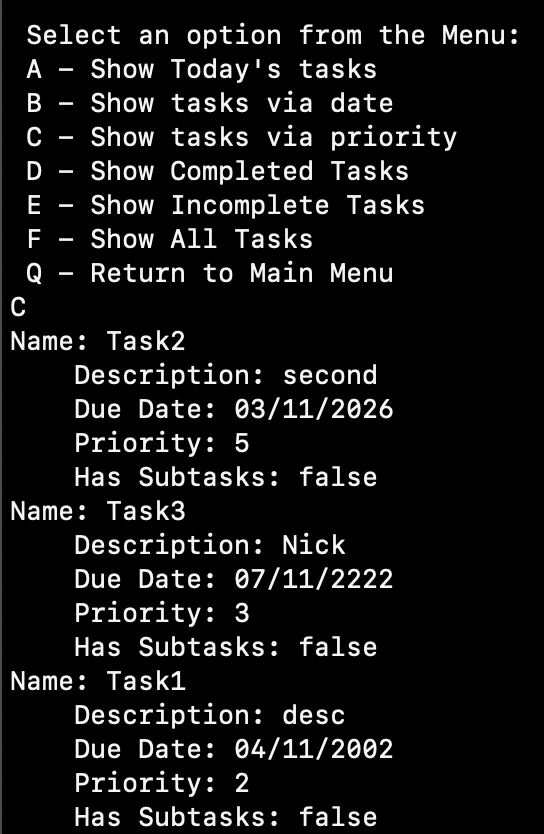 Select an option from the Menu:
A – Show Today's tasks
B – Show tasks via date
C – Show tasks via priority
D – Show Completed Tasks
E – Show Incomplete Tasks
F – Show All Tasks
Q – Return to Main Menu
C
Name: Task2
Description: second
Due Date: 03/11/2026
Priority: 5
Has Subtasks: false
Name: Task3
Description: Nick
Due Date: 07/11/2222
Priority: 3
Has Subtasks: false
Name: Task1
Description: desc
Due Date: 04/11/2002
Priority: 2
Has Subtasks: false